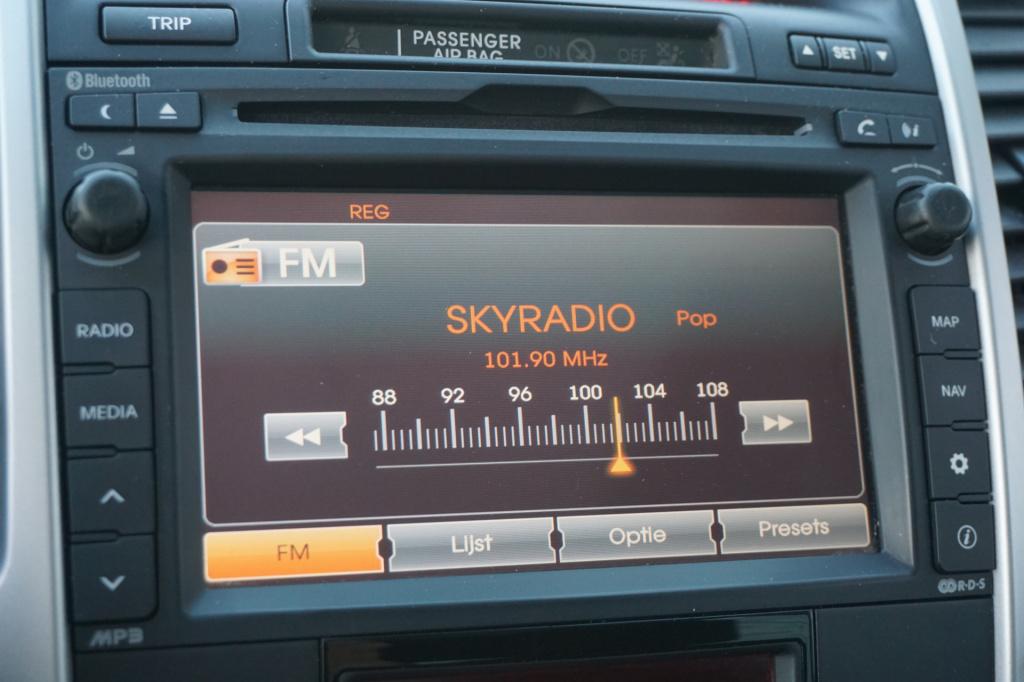 TRIP
PASSENGER
AIR BAG
ON OFF
SET
Bluetooth
REG
FM
SKYRADIO Pop
101.90 MHz
88 92 96 100 104 108
RADIO
MEDIA
MAP
NAV
FM Lijst Optie Presets
MP3
R·D·S